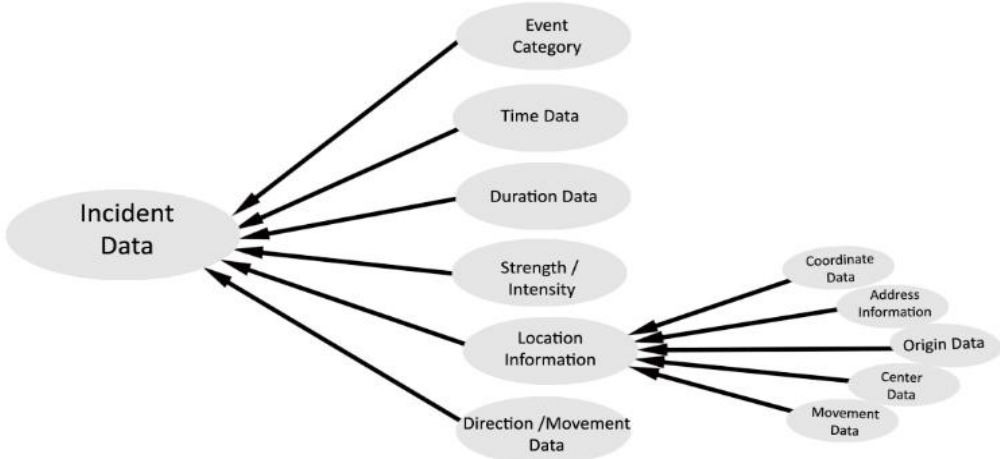 Event
Category
Time Data
Duration Data
Incident
Data
Strength /
Intensity
Location
Information
Direction /Movement
Data
Coordinate
Data
Address
Information
Origin Data
Center
Data
Movement
Data